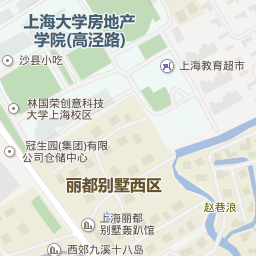 上海大学房地产
学院(高泾路)
沙县小吃
上海教育超市
林国荣创意科技
大学上海校区
冠生园(集团)有限
公司仓储中心
丽都别墅西区
赵巷浪
上海丽都
别墅轰趴馆
西郊九溪十八岛